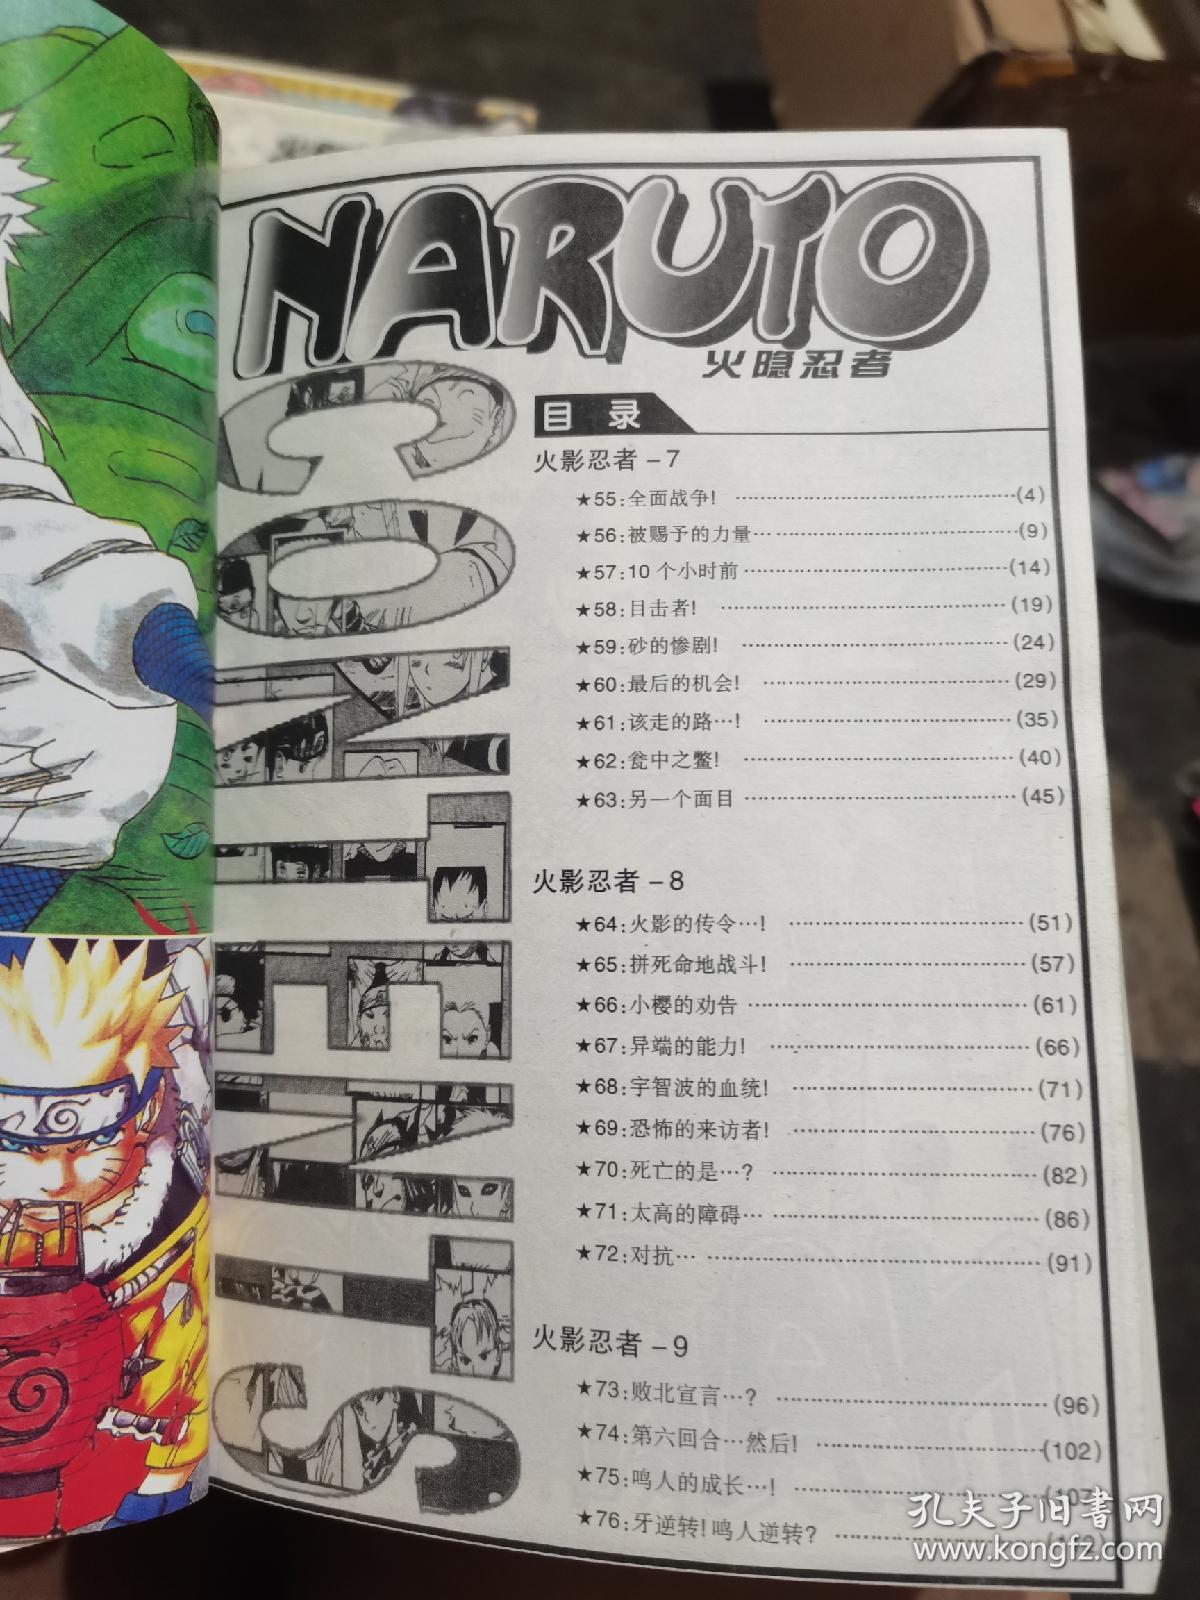 NARUTO
火隐忍者
CONTENTS
目 录
火影忍者－7
★55:全面战争! ……………(4)
★56:被赐予的力量… ……………(9)
★57:10 个小时前 ……………(14)
★58:目击者! ……………(19)
★59:砂的惨剧! ……………(24)
★60:最后的机会! ……………(29)
★61:该走的路…! ……………(35)
★62:瓮中之鳖! ……………(40)
★63:另一个面目 ……………(45)
火影忍者－8
★64:火影的传令…! ……………(51)
★65:拼死命地战斗! ……………(57)
★66:小樱的劝告 ……………(61)
★67:异端的能力! ……………(66)
★68:宇智波的血统! ……………(71)
★69:恐怖的来访者! ……………(76)
★70:死亡的是…? ……………(82)
★71:太高的障碍… ……………(86)
★72:对抗… ……………(91)
火影忍者－9
★73:败北宣言…? ……………(96)
★74:第六回合…然后! ……………(102)
★75:鸣人的成长…! ……………(107)
★76:牙逆转!鸣人逆转? ……………
孔夫子旧書网
www.kongfz.com